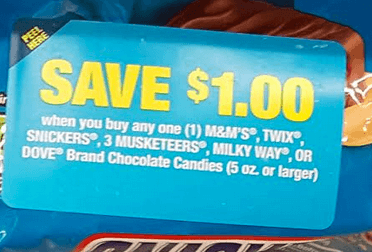 PEEL
HERE
SAVE $1.00
when you buy any one (1) M&M'S®, TWIX®,
SNICKERS®, 3 MUSKETEERS®, MILKY WAY®, OR
DOVE® Brand Chocolate Candies (5 oz. or larger)